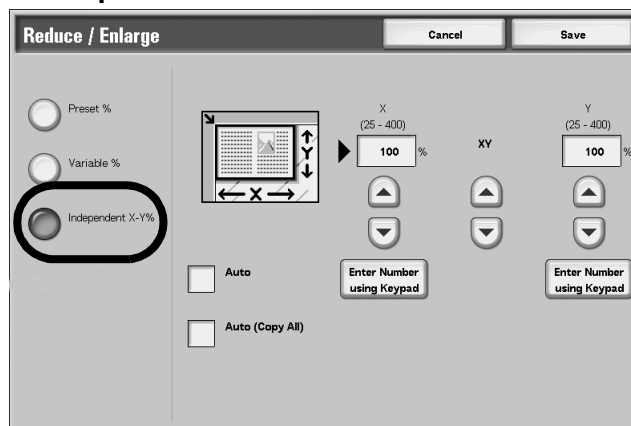 Reduce / Enlarge
Cancel
Save
Preset %
Variable %
Independent X-Y%
Y
X
X
(25 - 400)
100 %
Enter Number
using Keypad
XY
Y
(25 - 400)
100 %
Enter Number
using Keypad
Auto
Auto (Copy All)